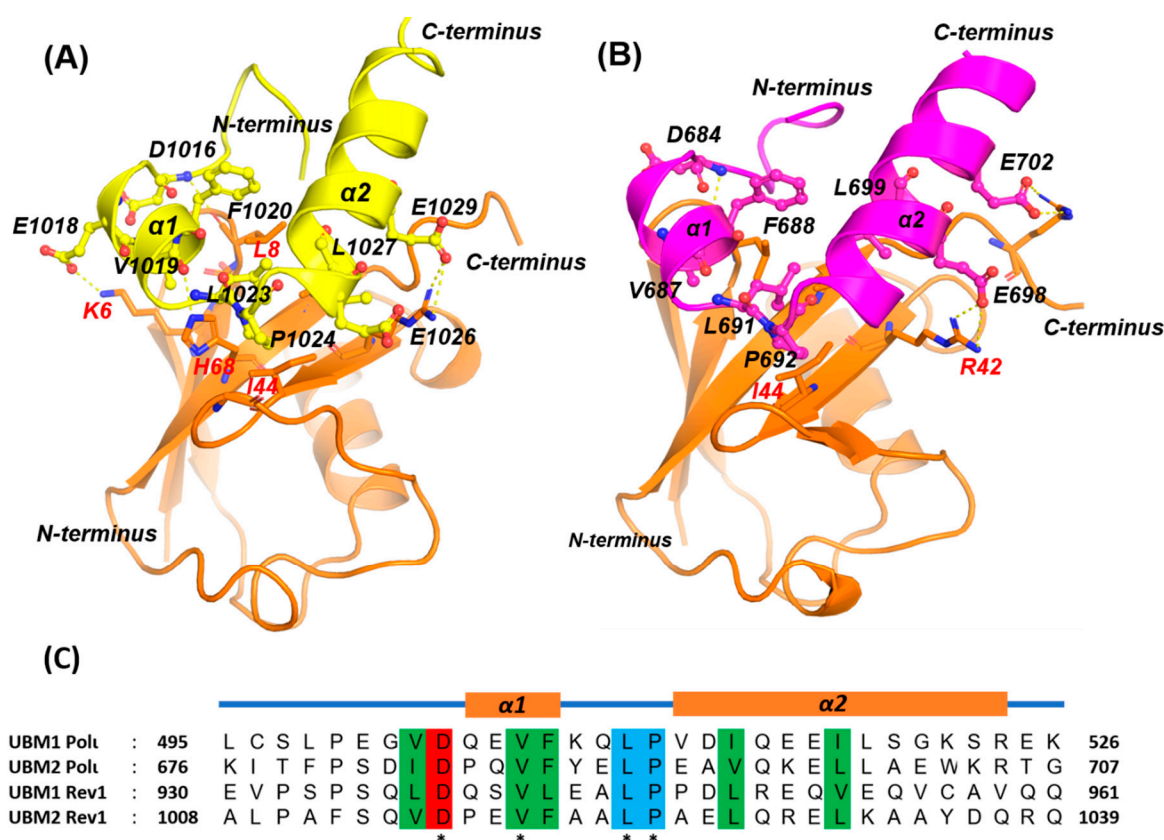 (A)
C-terminus
N-terminus
D1016
α2
E1018
α1
F1020
E1029
L8
V1019
L1027
C-terminus
K6
L1023
P1024
E1026
H68
I44
N-terminus
(B)
C-terminus
N-terminus
D684
E702
L699
α1
F688
α2
V687
L691
E698
C-terminus
P692
R42
I44
N-terminus
(C)
α1 α2
UBM1 Polι : 495 L C S L P E G V D Q E V F K Q L P V D I Q E E I L S G K S R E K 526
UBM2 Polι : 676 K I T F P S D I D P Q V F Y E L P E A V Q K E L L A E W K R T G 707
UBM1 Rev1 : 930 E V P S P S Q L D Q S V L E A L P P D L R E Q V E Q V C A V Q Q 961
UBM2 Rev1 : 1008 A L P A F S Q V D P E V F A A L P A E L Q R E L K A A Y D Q R Q 1039
* * * *